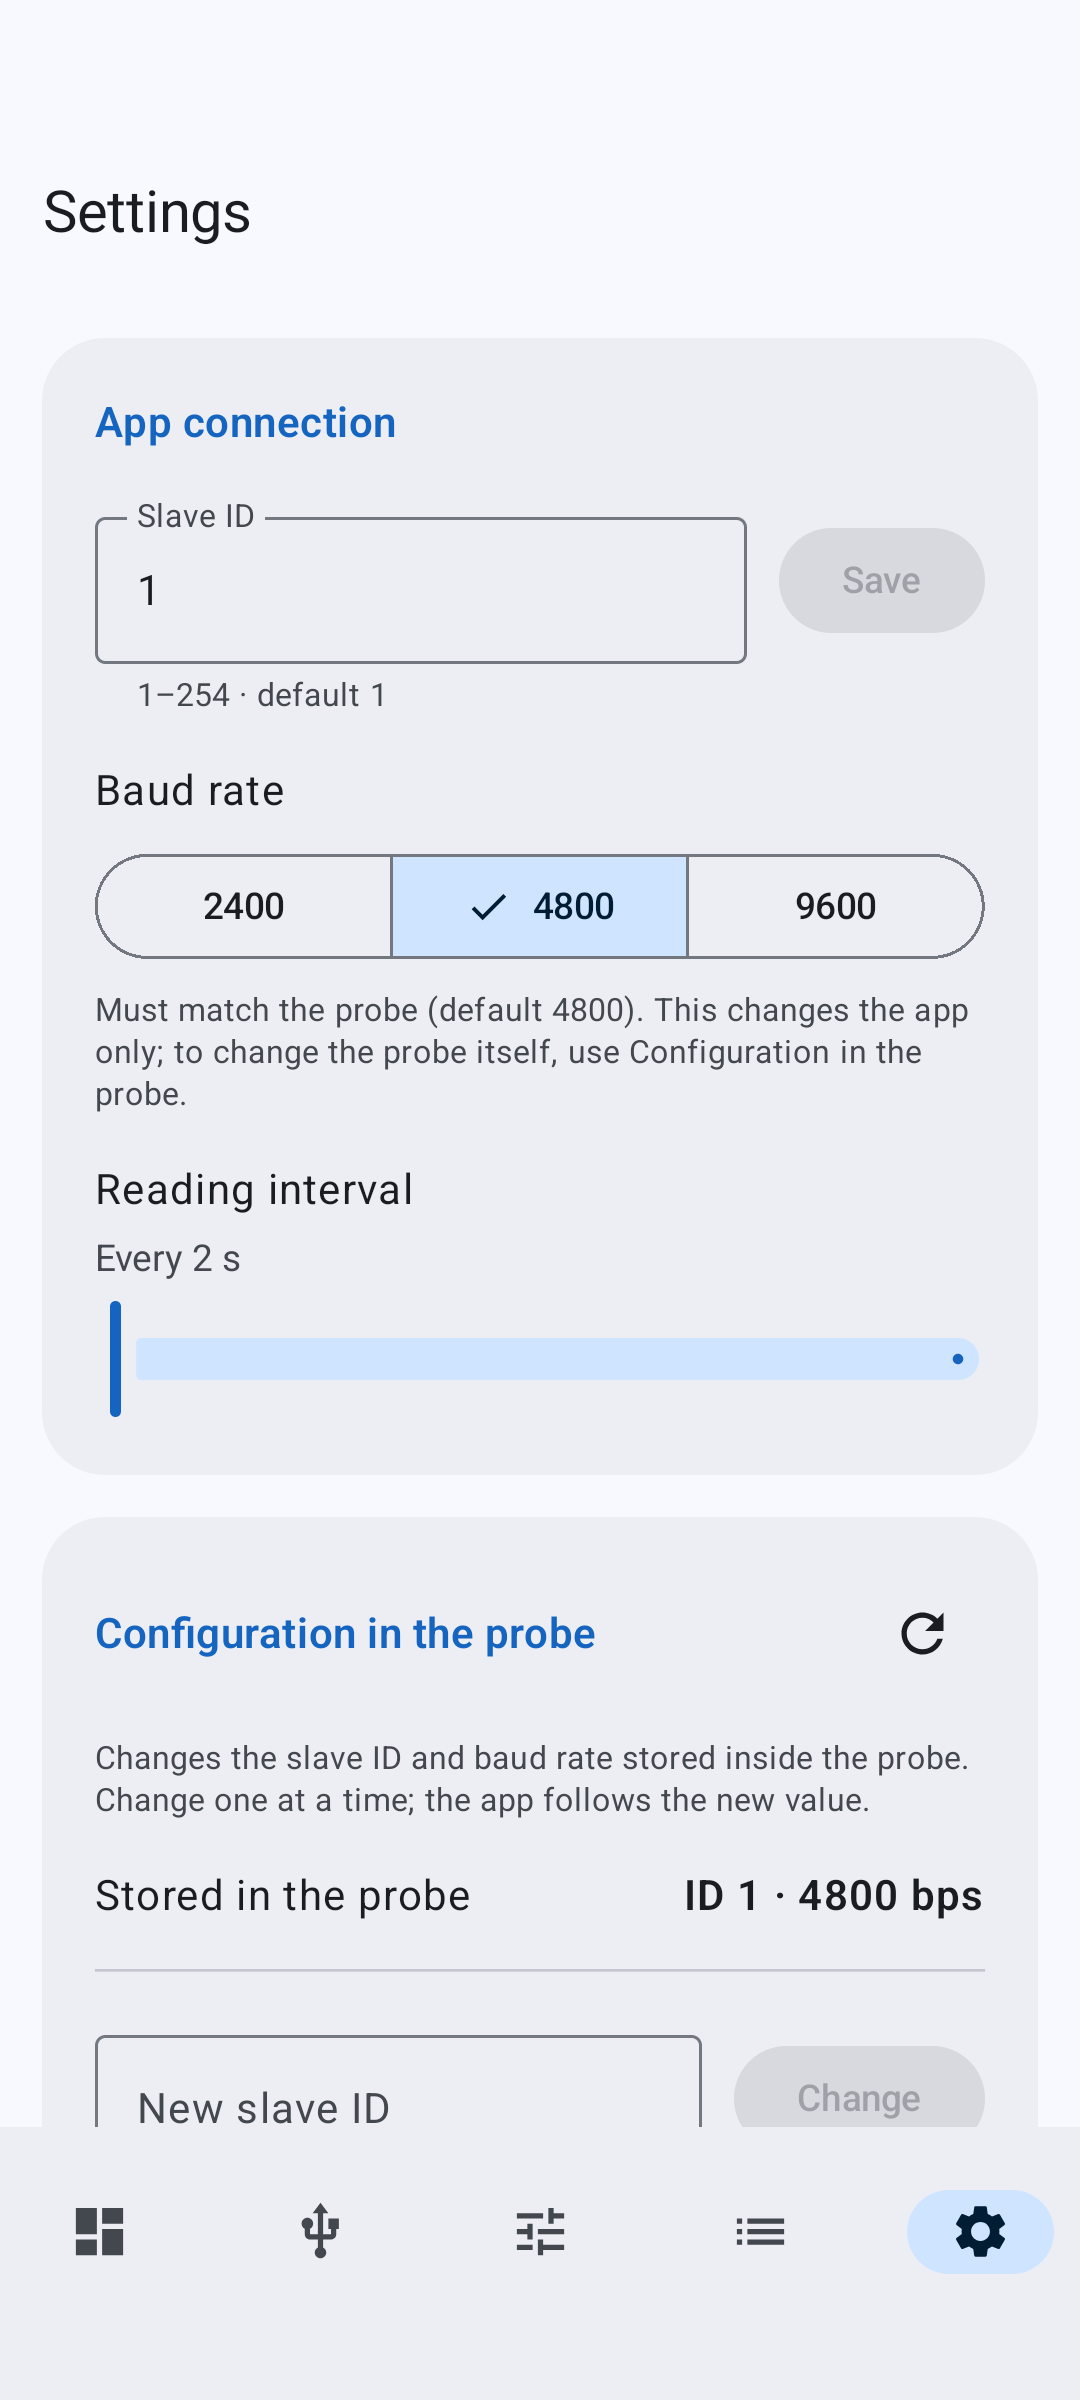 Settings
App connection
Slave ID
1
Save
1–254 · default 1
Baud rate
2400
4800
9600
Must match the probe (default 4800). This changes the app
only; to change the probe itself, use Configuration in the
probe.
Reading interval
Every 2 s
Configuration in the probe
Changes the slave ID and baud rate stored inside the probe.
Change one at a time; the app follows the new value.
Stored in the probe
ID 1 · 4800 bps
New slave ID
Change